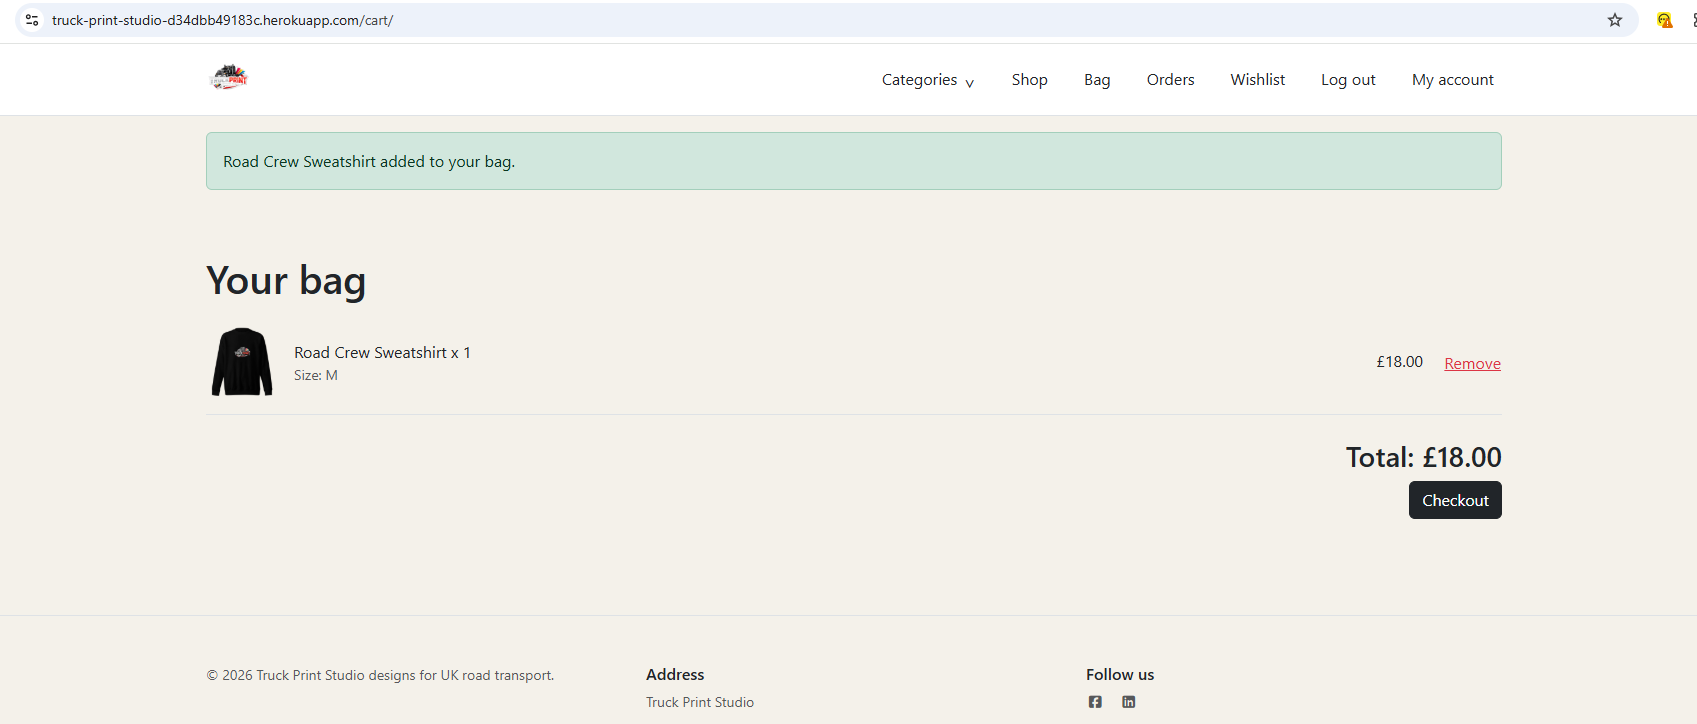 truck-print-studio-d34dbb49183c.herokuapp.com/cart/
PRINT
Categories
Shop
Bag
Orders
Wishlist
Log out
My account
Road Crew Sweatshirt added to your bag.
Your bag
Road Crew Sweatshirt x 1
£18.00
Remove
Size: M
Total: £18.00
Checkout
© 2026 Truck Print Studio designs for UK road transport.
Address
Follow us
Truck Print Studio